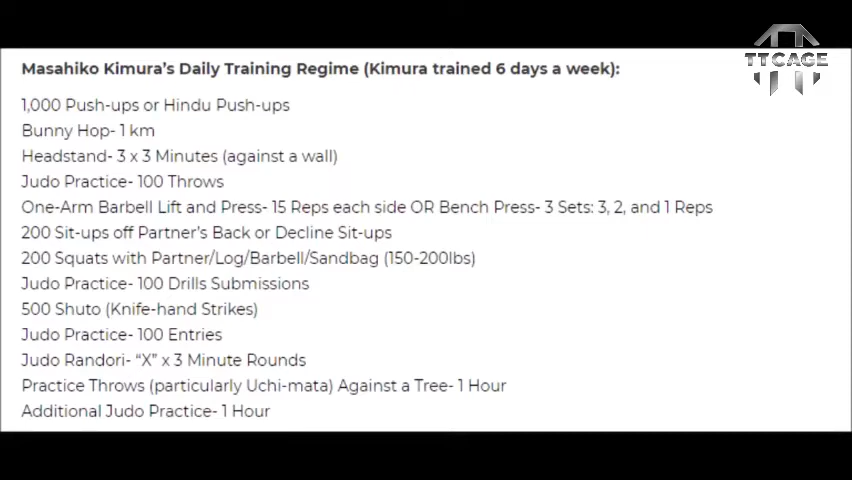 TTCAGE
Masahiko Kimura's Daily Training Regime (Kimura trained 6 days a week):
1,000 Push-ups or Hindu Push-ups
Bunny Hop- 1 km
Headstand- 3 x 3 Minutes (against a wall)
Judo Practice- 100 Throws
One-Arm Barbell Lift and Press- 15 Reps each side OR Bench Press- 3 Sets: 3, 2, and 1 Reps
200 Sit-ups off Partner's Back or Decline Sit-ups
200 Squats with Partner/Log/Barbell/Sandbag (150-200lbs)
Judo Practice- 100 Drills Submissions
500 Shuto (Knife-hand Strikes)
Judo Practice- 100 Entries
Judo Randori- “X” x 3 Minute Rounds
Practice Throws (particularly Uchi-mata) Against a Tree- 1 Hour
Additional Judo Practice- 1 Hour